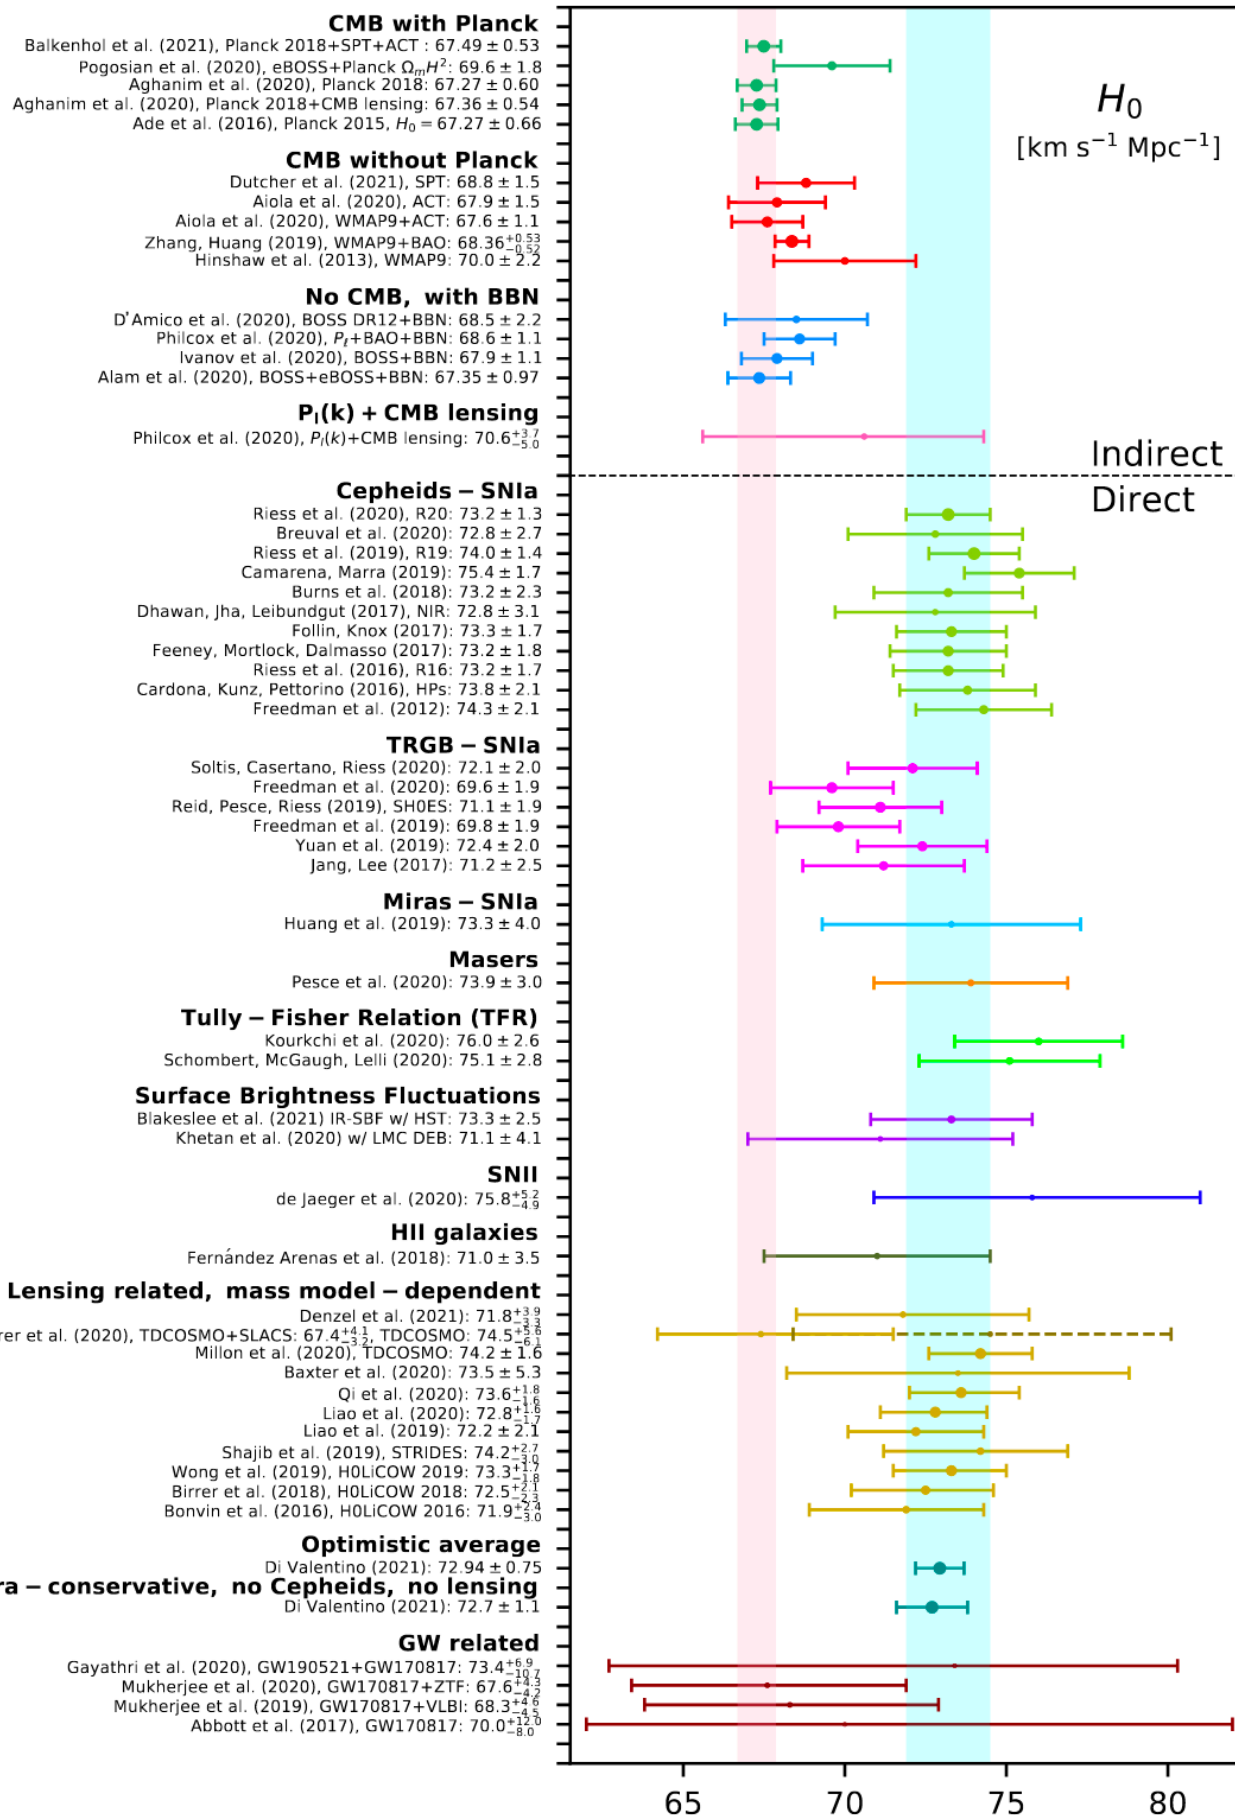 CMB with Planck
Balkenhol et al. (2021), Planck 2018+SPT+ACT : 67.49 ± 0.53
Pogosian et al. (2020), eBOSS+Planck Ω_mH²: 69.6 ± 1.8
Aghanim et al. (2020), Planck 2018: 67.27 ± 0.60
Aghanim et al. (2020), Planck 2018+CMB lensing: 67.36 ± 0.54
Ade et al. (2016), Planck 2015, H₀ = 67.27 ± 0.66
H₀
[km s⁻¹ Mpc⁻¹]
CMB without Planck
Dutcher et al. (2021), SPT: 68.8 ± 1.5
Aiola et al. (2020), ACT: 67.9 ± 1.5
Aiola et al. (2020), WMAP9+ACT: 67.6 ± 1.1
Zhang, Huang (2019), WMAP9+BAO: 68.36 +0.53 −0.52
Hinshaw et al. (2013), WMAP9: 70.0 ± 2.2
No CMB, with BBN
D'Amico et al. (2020), BOSS DR12+BBN: 68.5 ± 2.2
Philcox et al. (2020), P_ℓ+BAO+BBN: 68.6 ± 1.1
Ivanov et al. (2020), BOSS+BBN: 67.9 ± 1.1
Alam et al. (2020), BOSS+eBOSS+BBN: 67.35 ± 0.97
P_l(k) + CMB lensing
Philcox et al. (2020), P_l(k)+CMB lensing: 70.6 +3.7 −5.0
Indirect
Direct
Cepheids − SNIa
Riess et al. (2020), R20: 73.2 ± 1.3
Breuval et al. (2020): 72.8 ± 2.7
Riess et al. (2019), R19: 74.0 ± 1.4
Camarena, Marra (2019): 75.4 ± 1.7
Burns et al. (2018): 73.2 ± 2.3
Dhawan, Jha, Leibundgut (2017), NIR: 72.8 ± 3.1
Follin, Knox (2017): 73.3 ± 1.7
Feeney, Mortlock, Dalmasso (2017): 73.2 ± 1.8
Riess et al. (2016), R16: 73.2 ± 1.7
Cardona, Kunz, Pettorino (2016), HPs: 73.8 ± 2.1
Freedman et al. (2012): 74.3 ± 2.1
TRGB − SNIa
Soltis, Casertano, Riess (2020): 72.1 ± 2.0
Freedman et al. (2020): 69.6 ± 1.9
Reid, Pesce, Riess (2019), SH0ES: 71.1 ± 1.9
Freedman et al. (2019): 69.8 ± 1.9
Yuan et al. (2019): 72.4 ± 2.0
Jang, Lee (2017): 71.2 ± 2.5
Miras − SNIa
Huang et al. (2019): 73.3 ± 4.0
Masers
Pesce et al. (2020): 73.9 ± 3.0
Tully − Fisher Relation (TFR)
Kourkchi et al. (2020): 76.0 ± 2.6
Schombert, McGaugh, Lelli (2020): 75.1 ± 2.8
Surface Brightness Fluctuations
Blakeslee et al. (2021) IR-SBF w/ HST: 73.3 ± 2.5
Khetan et al. (2020) w/ LMC DEB: 71.1 ± 4.1
SNII
de Jaeger et al. (2020): 75.8 +5.2 −4.9
HII galaxies
Fernández Arenas et al. (2018): 71.0 ± 3.5
Lensing related, mass model − dependent
Denzel et al. (2021): 71.8 +3.9 −3.3
rer et al. (2020), TDCOSMO+SLACS: 67.4 +4.1 −3.2, TDCOSMO: 74.5 +5.6 −6.1
Millon et al. (2020), TDCOSMO: 74.2 ± 1.6
Baxter et al. (2020): 73.5 ± 5.3
Qi et al. (2020): 73.6 +1.8 −1.6
Liao et al. (2020): 72.8 +1.6 −1.7
Liao et al. (2019): 72.2 ± 2.1
Shajib et al. (2019), STRIDES: 74.2 +2.7 −3.0
Wong et al. (2019), H0LiCOW 2019: 73.3 +1.7 −1.8
Birrer et al. (2018), H0LiCOW 2018: 72.5 +2.1 −2.3
Bonvin et al. (2016), H0LiCOW 2016: 71.9 +2.4 −3.0
Optimistic average
Di Valentino (2021): 72.94 ± 0.75
ra − conservative, no Cepheids, no lensing
Di Valentino (2021): 72.7 ± 1.1
GW related
Gayathri et al. (2020), GW190521+GW170817: 73.4 +6.9 −10.7
Mukherjee et al. (2020), GW170817+ZTF: 67.6 +4.3 −4.2
Mukherjee et al. (2019), GW170817+VLBI: 68.3 +4.6 −4.5
Abbott et al. (2017), GW170817: 70.0 +12.0 −8.0
65 70 75 80